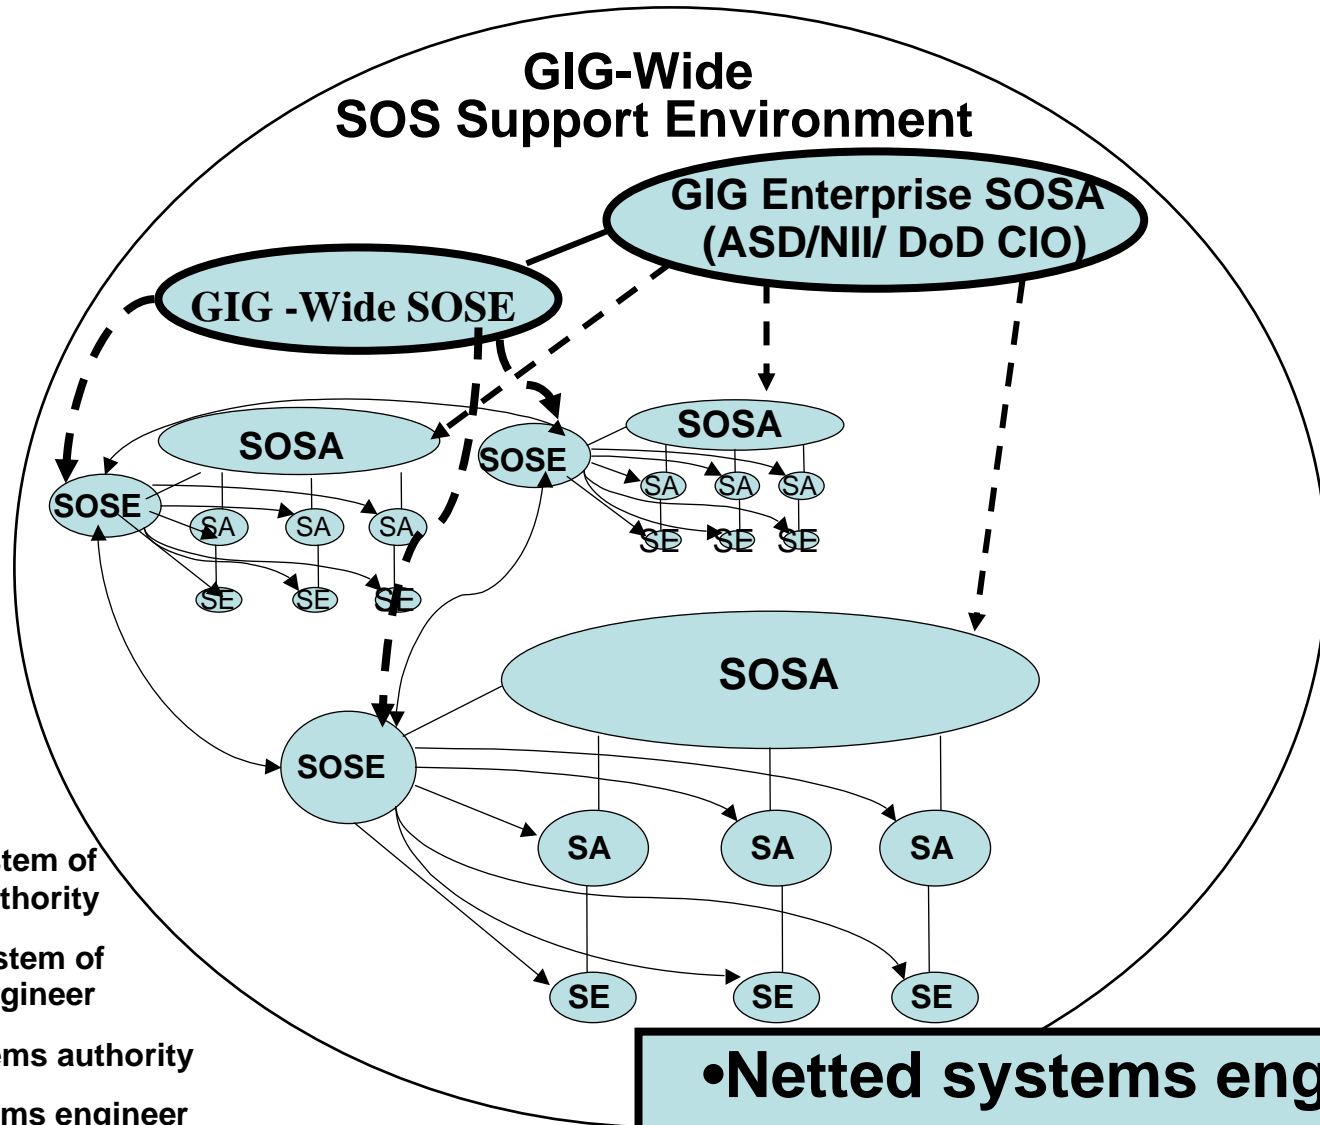 GIG-Wide
SOS Support Environment
GIG Enterprise SOSA
(ASD/NII/ DoD CIO)
GIG -Wide SOSE
SOSA
SOSE
SA
SA
SA
SE
SE
SE
SOSA
SOSE
SA
SA
SA
SE
SE
SE
SOSA
SOSE
SA
SA
SA
SE
SE
SE
tem of
thority
stem of
gineer
ems authority
ms engineer
•Netted systems eng